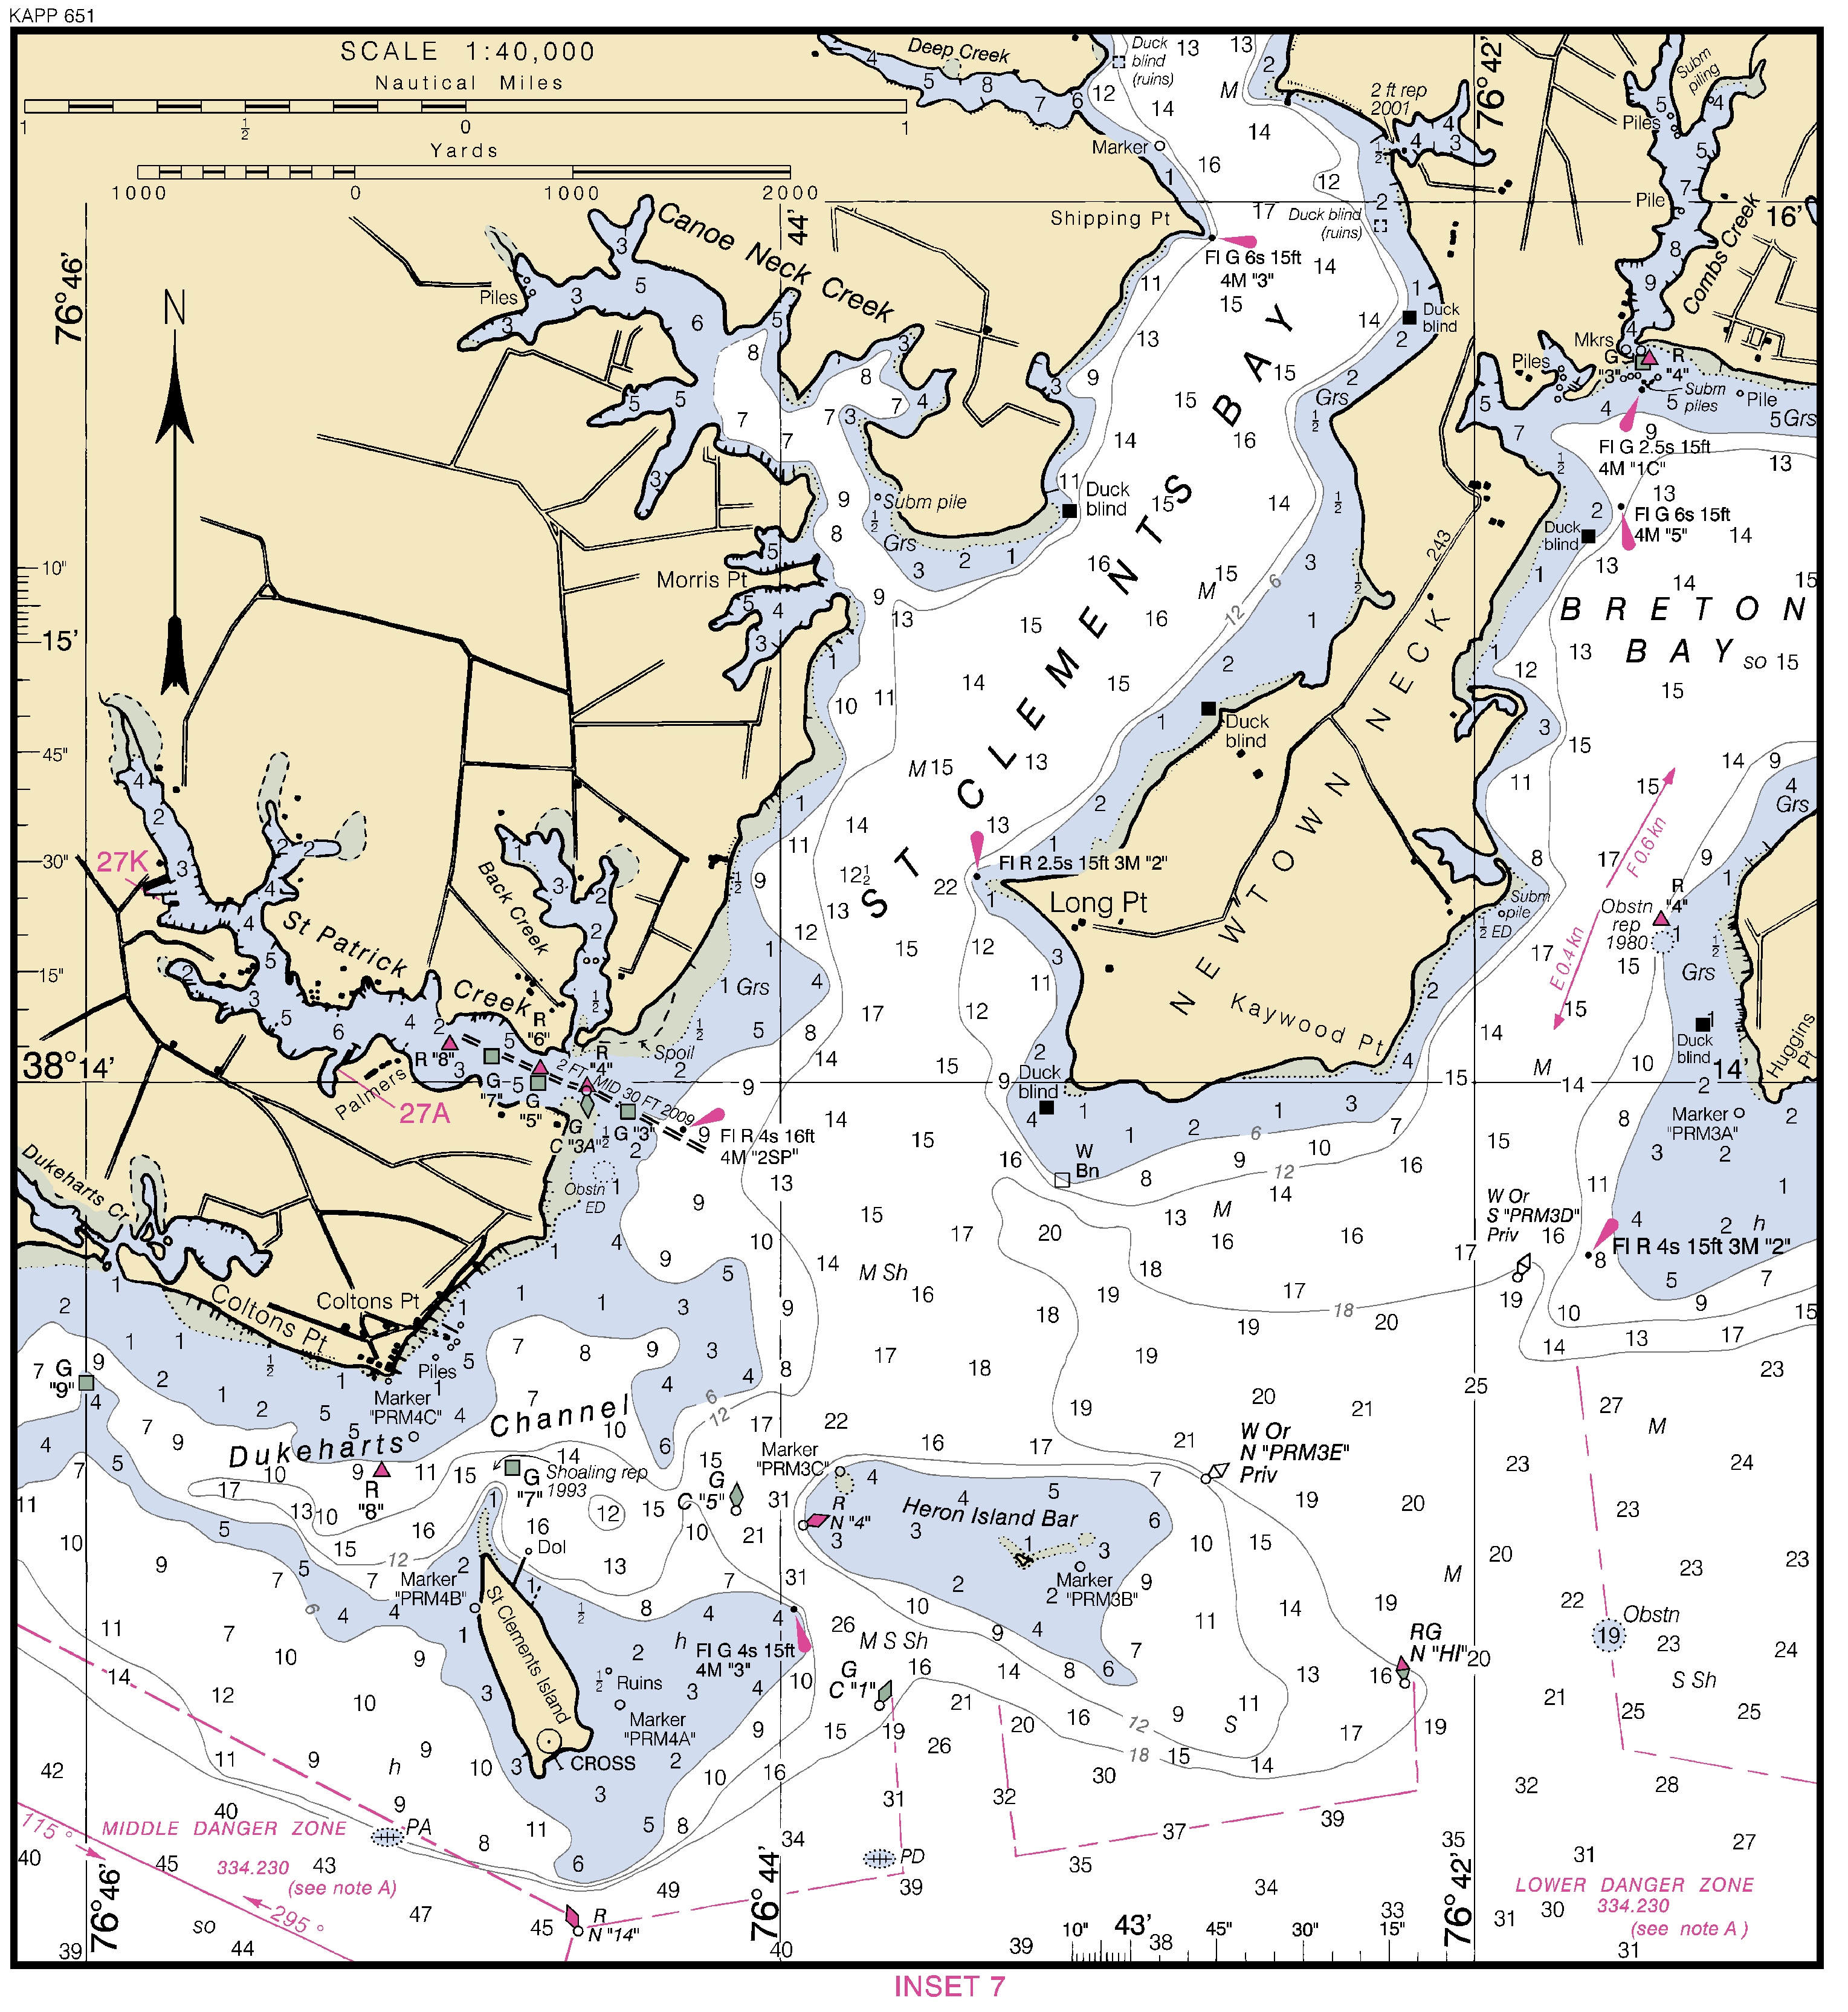 KAPP 651
SCALE 1:40,000
Nautical Miles
1 ½ 0 1
Yards
1000 0 1000 2000
Deep Creek
Duck
blind
(ruins)
M
2 ft rep
2001
76°42'
Subm
piling
Piles
Marker
Shipping Pt
Duck blind
(ruins)
Pile
16'
Combs Creek
Canoe Neck Creek
44'
76°46'
N
Piles
Fl G 6s 15ft
4M "3"
Duck
blind
Mkrs
G
"3"
R
"4"
Piles
Subm
piles
Pile
Grs
Grs
Fl G 2.5s 15ft
4M "1C"
Fl G 6s 15ft
4M "5"
Duck
blind
Subm pile
Grs
Duck
blind
Morris Pt
10"
15'
45"
30"
15"
38°14'
ST CLEMENTS BAY
M
243
BRETON
BAY
so
Duck
blind
NEWTOWN NECK
M
Fl R 2.5s 15ft 3M "2"
Long Pt
Kaywood Pt
Subm
pile
ED
F 0.6 kn
E 0.4 kn
Obstn
rep
1980
R
"4"
Grs
Grs
Duck
blind
Huggins Pt
14'
27K
St Patrick
Creek
Back Creek
Grs
Spoil
R
"6"
R "8"
R
"4"
2 FT MID 30 FT 2009
G
"7"
G
"5"
G
C "3A"
G "3"
Palmers
27A
Fl R 4s 16ft
4M "2SP"
Obstn
ED
Duck
blind
W
Bn
M
M
Marker
"PRM3A"
W Or
S "PRM3D"
Priv
h
Fl R 4s 15ft 3M "2"
Dukeharts Cr
Coltons Pt
Coltons Pt
Piles
Marker
"PRM4C"
G
"9"
M Sh
Dukeharts
Channel
R
"8"
G
"7"
Shoaling rep
1993
G
C "5"
Marker
"PRM3C"
R
N "4"
Heron Island Bar
Marker
"PRM3B"
W Or
N "PRM3E"
Priv
M
M
Dol
Marker
"PRM4B"
St Clements Island
h
Ruins
Marker
"PRM4A"
CROSS
Fl G 4s 15ft
4M "3"
M S Sh
G
C "1"
RG
N "HI"
Obstn
S Sh
S
h
PA
PD
MIDDLE DANGER ZONE
334.230
(see note A)
115°
295°
so
R
N "14"
LOWER DANGER ZONE
334.230
(see note A)
76°46'
76°44'
10" 43' 45" 30" 15"
76°42'
INSET 7